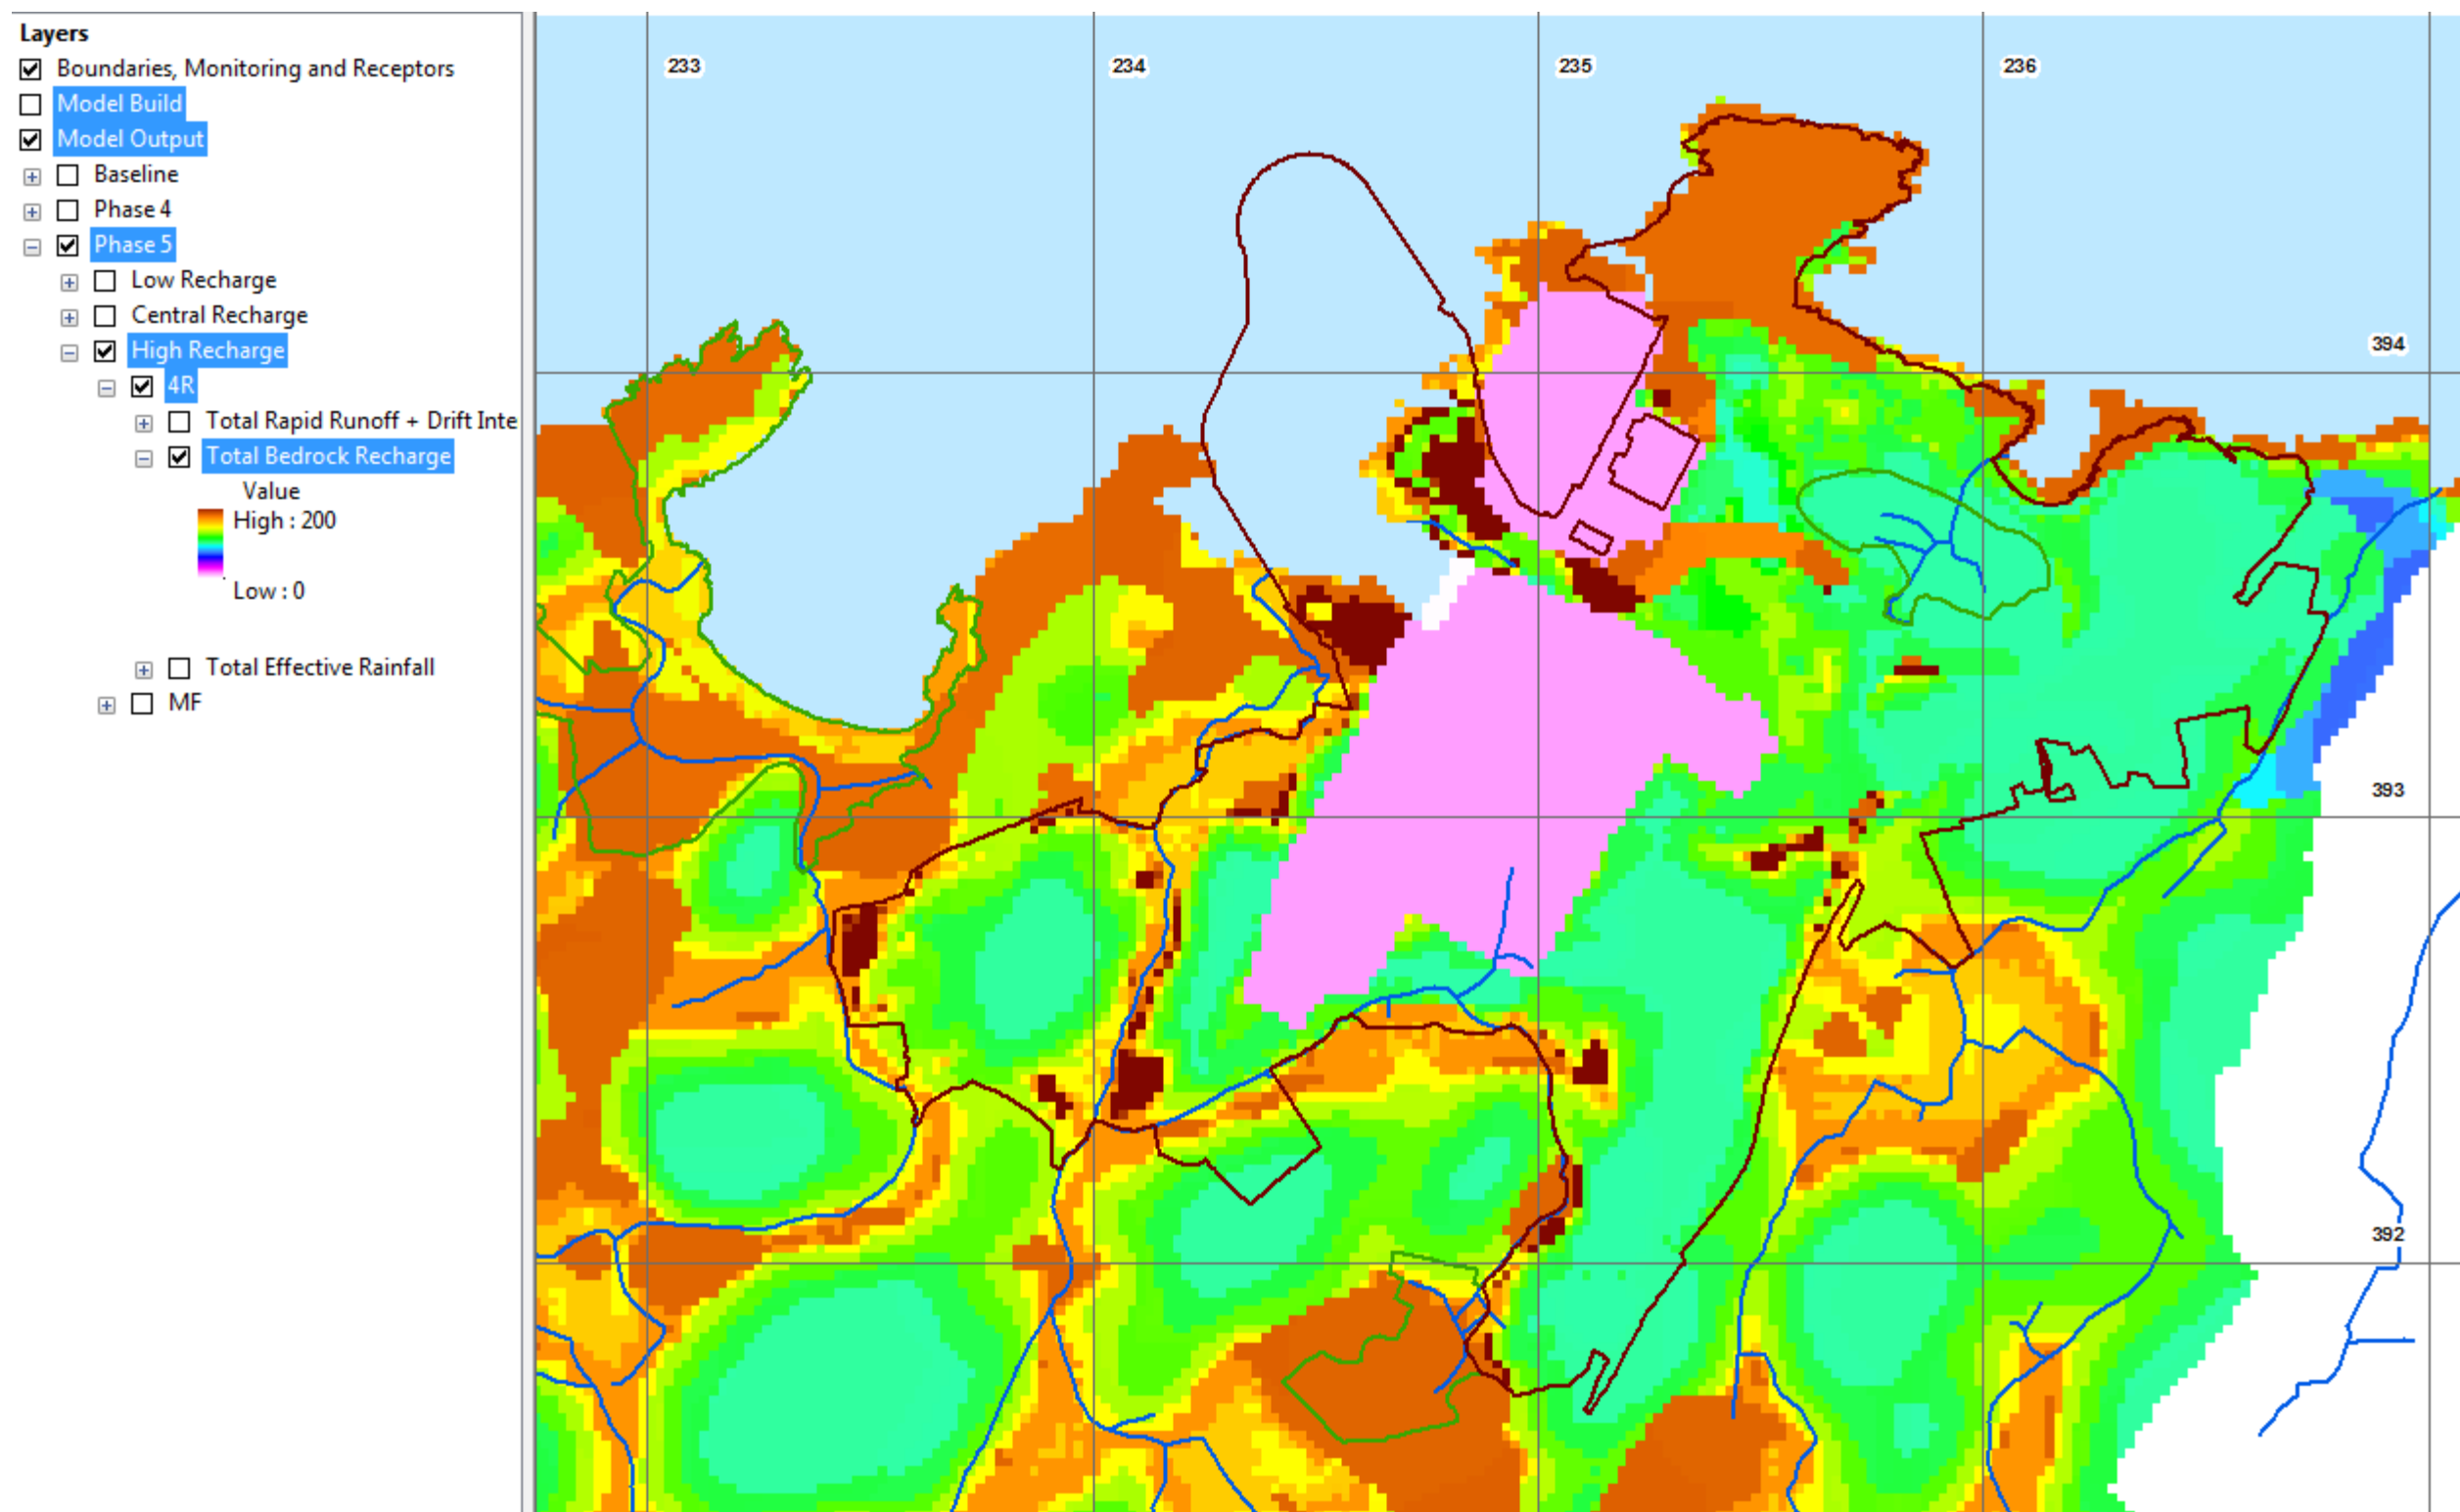 Layers
Boundaries, Monitoring and Receptors
Model Build
Model Output
Baseline
Phase 4
Phase 5
Low Recharge
Central Recharge
High Recharge
4R
Total Rapid Runoff + Drift Inte
Total Bedrock Recharge
Value
High : 200
Low : 0
Total Effective Rainfall
MF
233
234
235
236
394
393
392